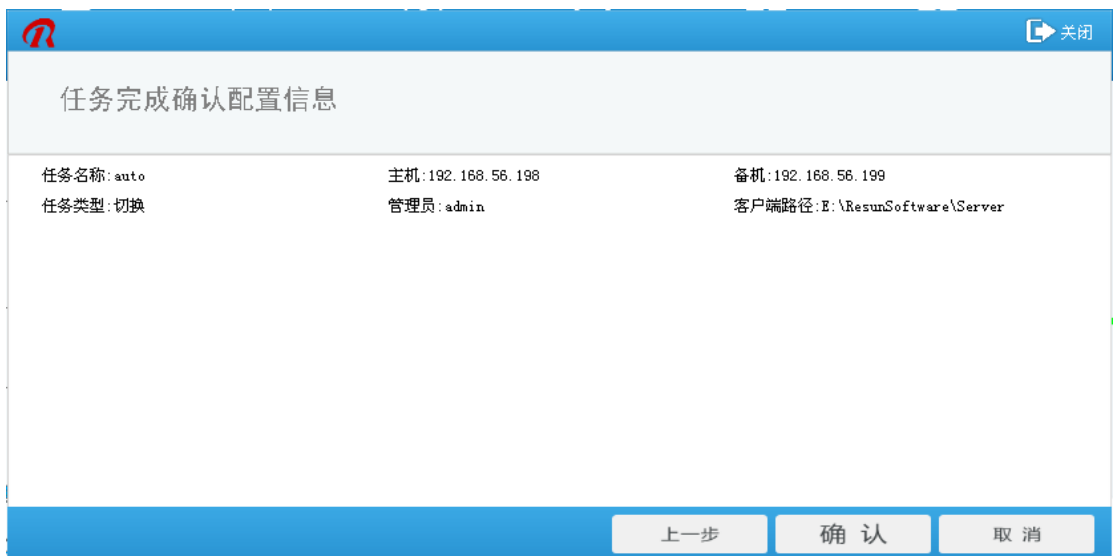 关闭
任务完成确认配置信息
任务名称:auto 主机:192.168.56.198 备机:192.168.56.199
任务类型:切换 管理员:admin 客户端路径:E:\ResunSoftware\Server
上一步 确 认 取 消